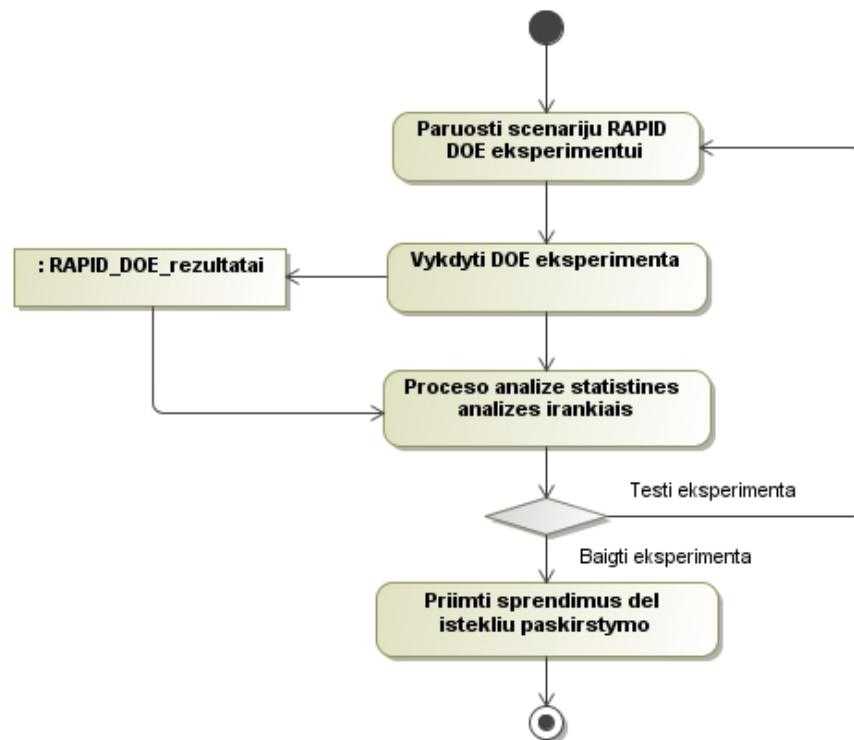 Paruosti scenariju RAPID
DOE eksperimentui
Vykdyti DOE eksperimenta
: RAPID_DOE_rezultatai
Proceso analize statistines
analizes irankiais
Testi eksperimenta
Baigti eksperimenta
Priimti sprendimus del
istekliu paskirstymo